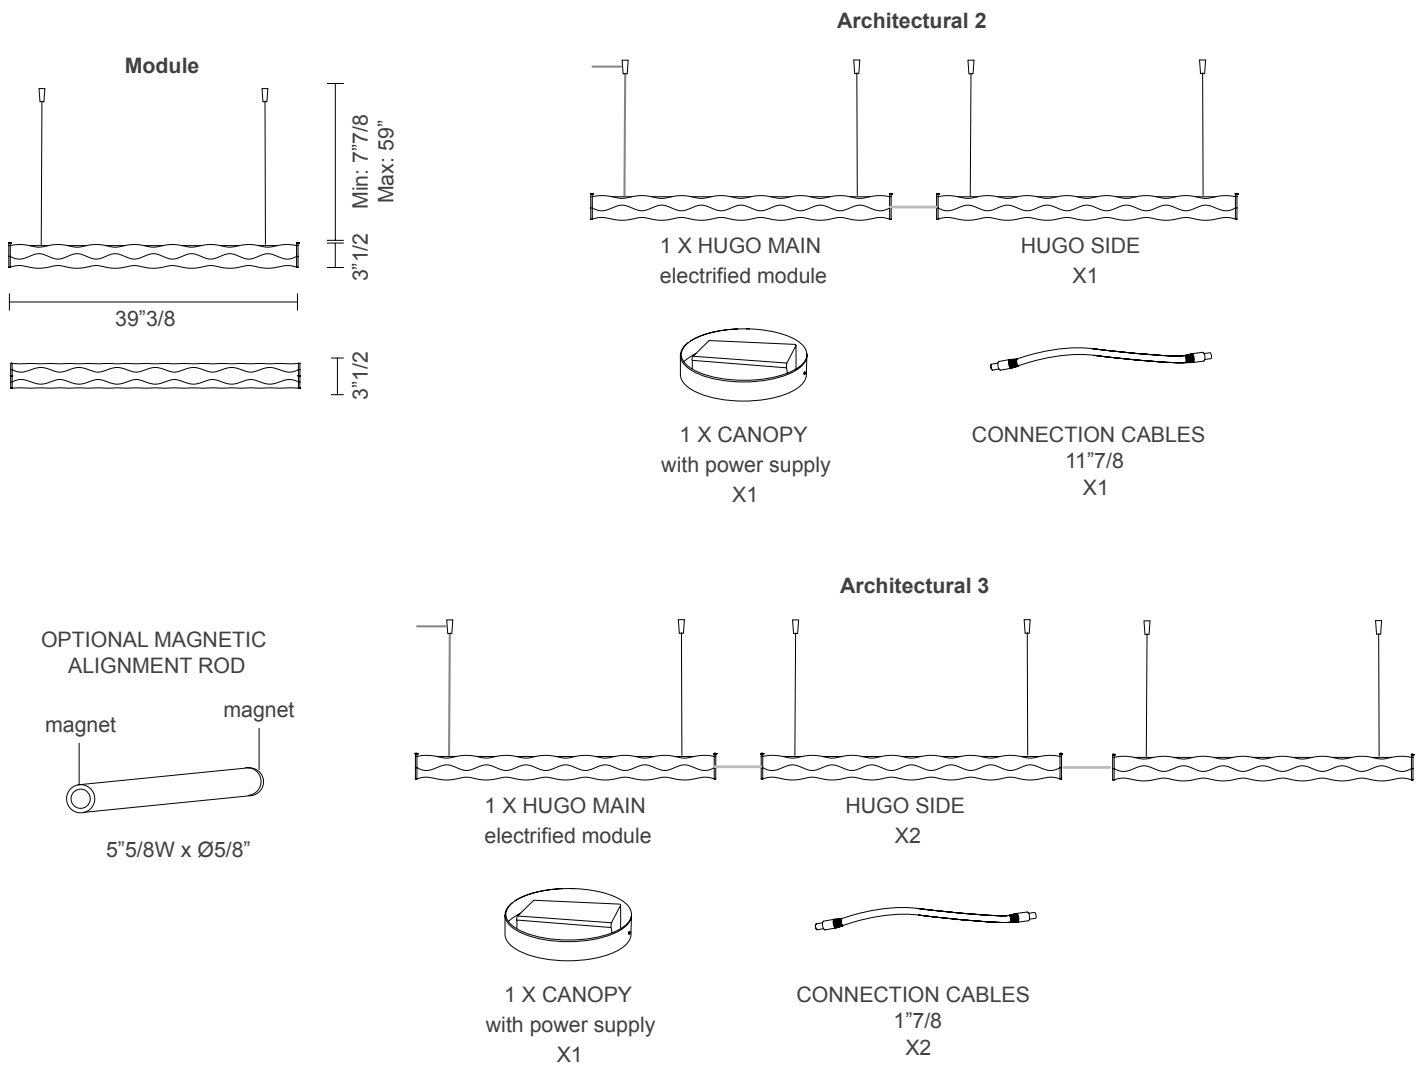 Module
Min: 7”7/8
Max: 59”
3”1/2
39”3/8
3”1/2
Architectural 2
1 X HUGO MAIN
electrified module
HUGO SIDE
X1
1 X CANOPY
with power supply
X1
CONNECTION CABLES
11”7/8
X1
OPTIONAL MAGNETIC
ALIGNMENT ROD
magnet
magnet
5”5/8W x Ø5/8”
Architectural 3
1 X HUGO MAIN
electrified module
HUGO SIDE
X2
1 X CANOPY
with power supply
X1
CONNECTION CABLES
1”7/8
X2